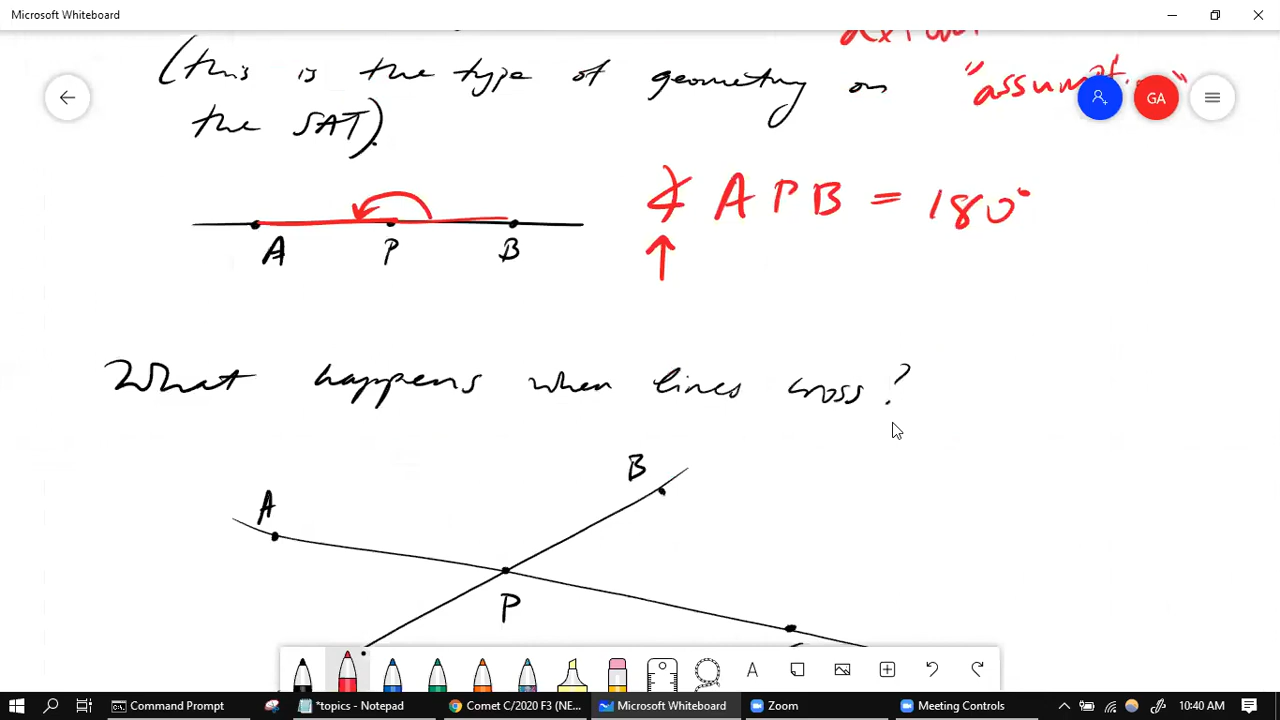 Microsoft Whiteboard
(this is the type of geometry on
the SAT).
GA
∢ APB = 180°
A P B
What happens when lines cross?
B
A
P
A
Command Prompt
*topics - Notepad
Comet C/2020 F3 (NE...
Microsoft Whiteboard
Zoom
Meeting Controls
10:40 AM